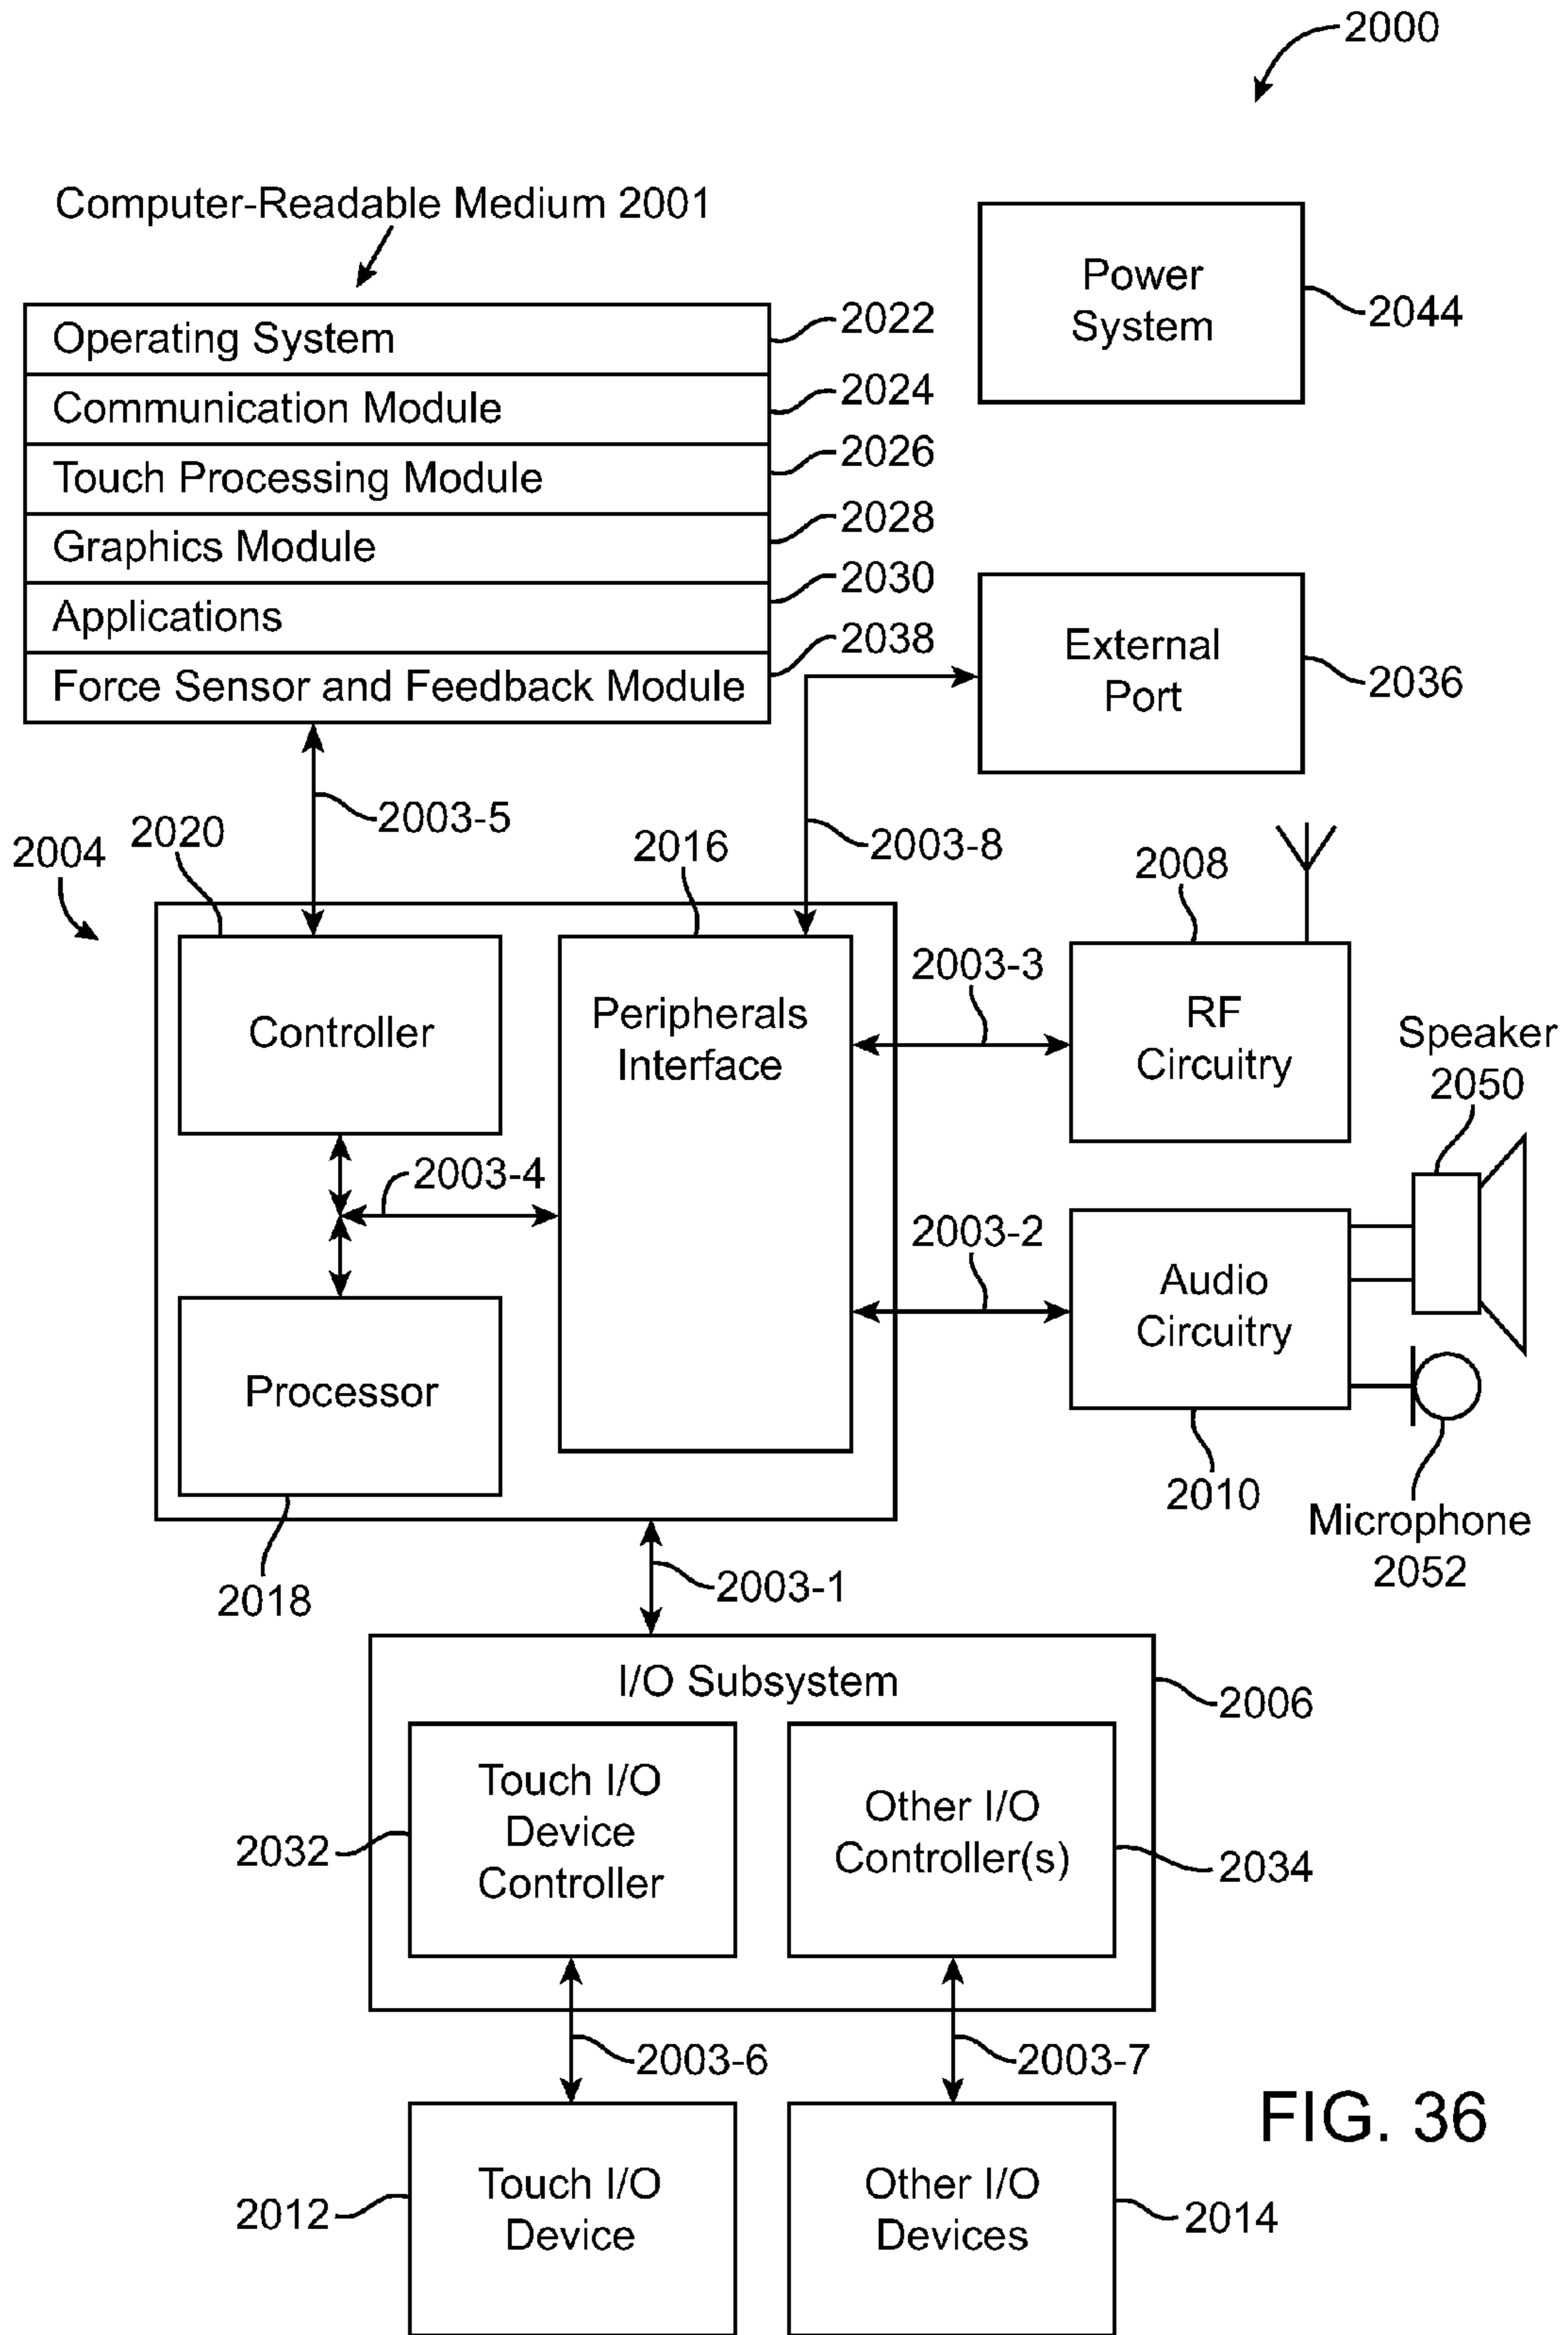 2000
Computer-Readable Medium 2001
Power
System
2044
Operating System
2022
Communication Module
2024
Touch Processing Module
2026
Graphics Module
2028
Applications
2030
Force Sensor and Feedback Module
2038
External
Port
2036
2003-5
2003-8
2004
2020
2016
2008
Controller
Peripherals
Interface
2003-3
RF
Circuitry
Speaker
2050
2003-4
2003-2
Audio
Circuitry
Processor
2010
Microphone
2052
2018
2003-1
I/O Subsystem
2006
Touch I/O
Device
Controller
2032
Other I/O
Controller(s)
2034
2003-6
2003-7
FIG. 36
Touch I/O
Device
2012
Other I/O
Devices
2014